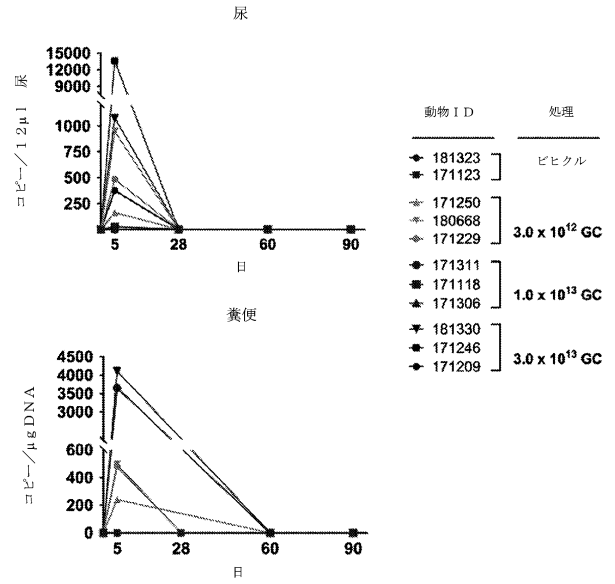 尿
15000
12000
9000
1000
750
500
250
コピー/12μl 尿
5 28 60 90
日
動物ID 処理
181323
171123
ビヒクル
171250
180668
171229
3.0 x 10¹² GC
171311
171118
171306
1.0 x 10¹³ GC
181330
171246
171209
3.0 x 10¹³ GC
糞便
4500
4000
3500
3000
600
400
200
0
コピー/μgDNA
5 28 60 90
日